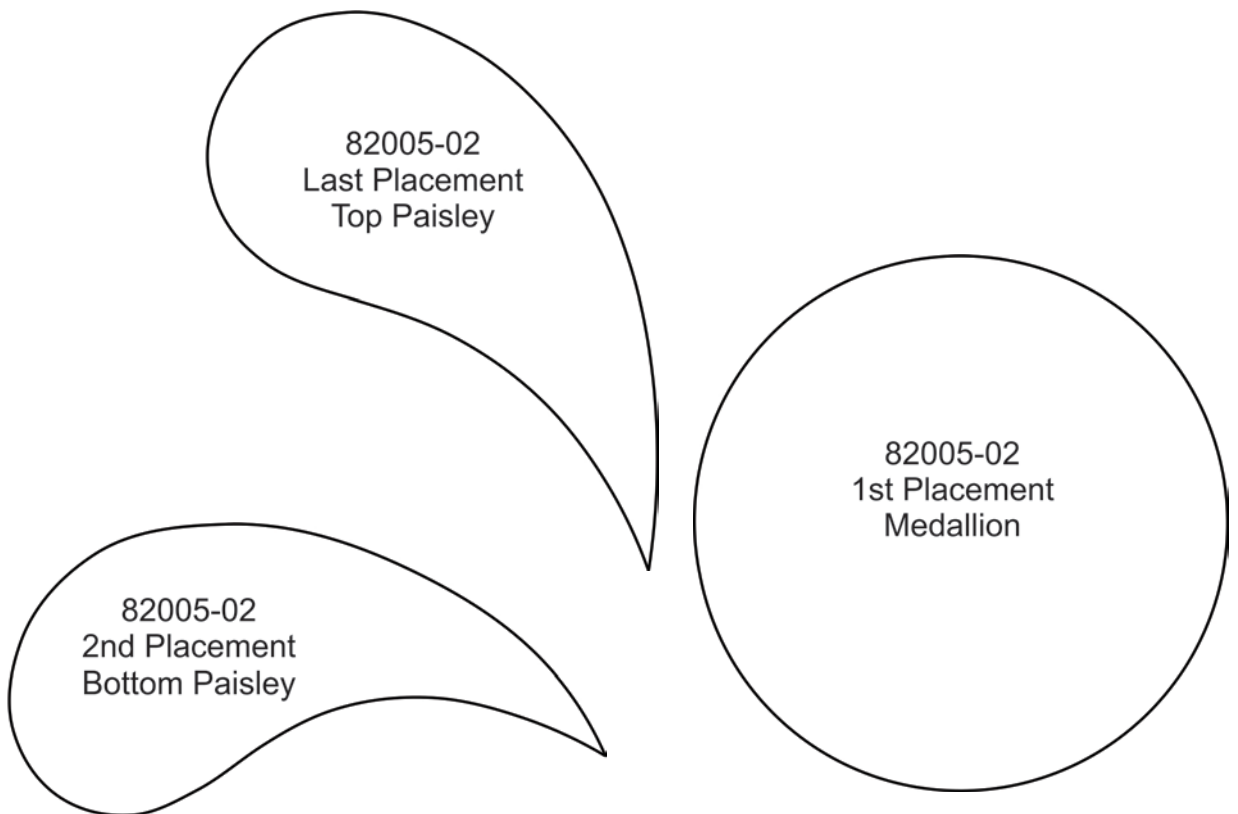 82005-02
Last Placement
Top Paisley
82005-02
1st Placement
Medallion
82005-02
2nd Placement
Bottom Paisley